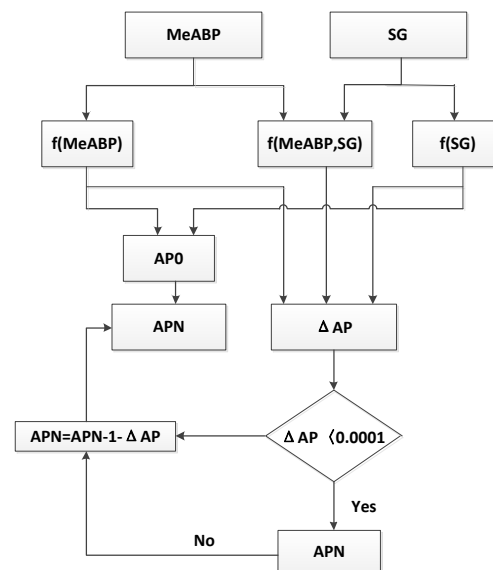 MeABP
SG
f(MeABP)
f(MeABP,SG)
f(SG)
AP0
APN
Δ AP
APN=APN-1- Δ AP
Δ AP〈0.0001
Yes
No
APN